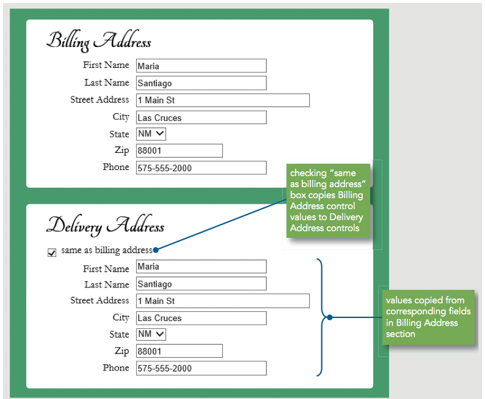 Billing Address
First Name Maria
Last Name Santiago
Street Address 1 Main St
City Las Cruces
State NM
Zip 88001
Phone 575-555-2000
checking “same
as billing address”
box copies Billing
Address control
values to Delivery
Address controls
Delivery Address
same as billing address
First Name Maria
Last Name Santiago
Street Address 1 Main St
City Las Cruces
State NM
Zip 88001
Phone 575-555-2000
values copied from
corresponding fields
in Billing Address
section